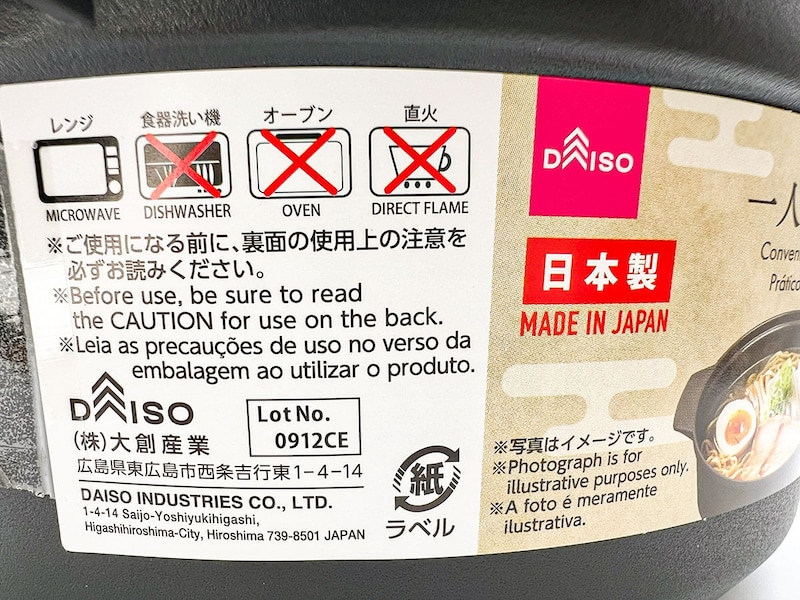 レンジ
食器洗い機
オーブン
直火
MICROWAVE
DISHWASHER
OVEN
DIRECT FLAME
※ご使用になる前に、裏面の使用上の注意を
必ずお読みください。
※Before use, be sure to read
the CAUTION for use on the back.
※Leia as precauções de uso no verso da
embalagem ao utilizar o produto.
DAISO
(株)大創産業
Lot No.
0912CE
広島県東広島市西条吉行東1-4-14
DAISO INDUSTRIES CO., LTD.
1-4-14 Saijo-Yoshiyukihigashi,
Higashihiroshima-City, Hiroshima 739-8501 JAPAN
紙
ラベル
DAISO
日本製
MADE IN JAPAN
一人
※写真はイメージです。
※Photograph is for
illustrative purposes only.
※A foto é meramente
ilustrativa.